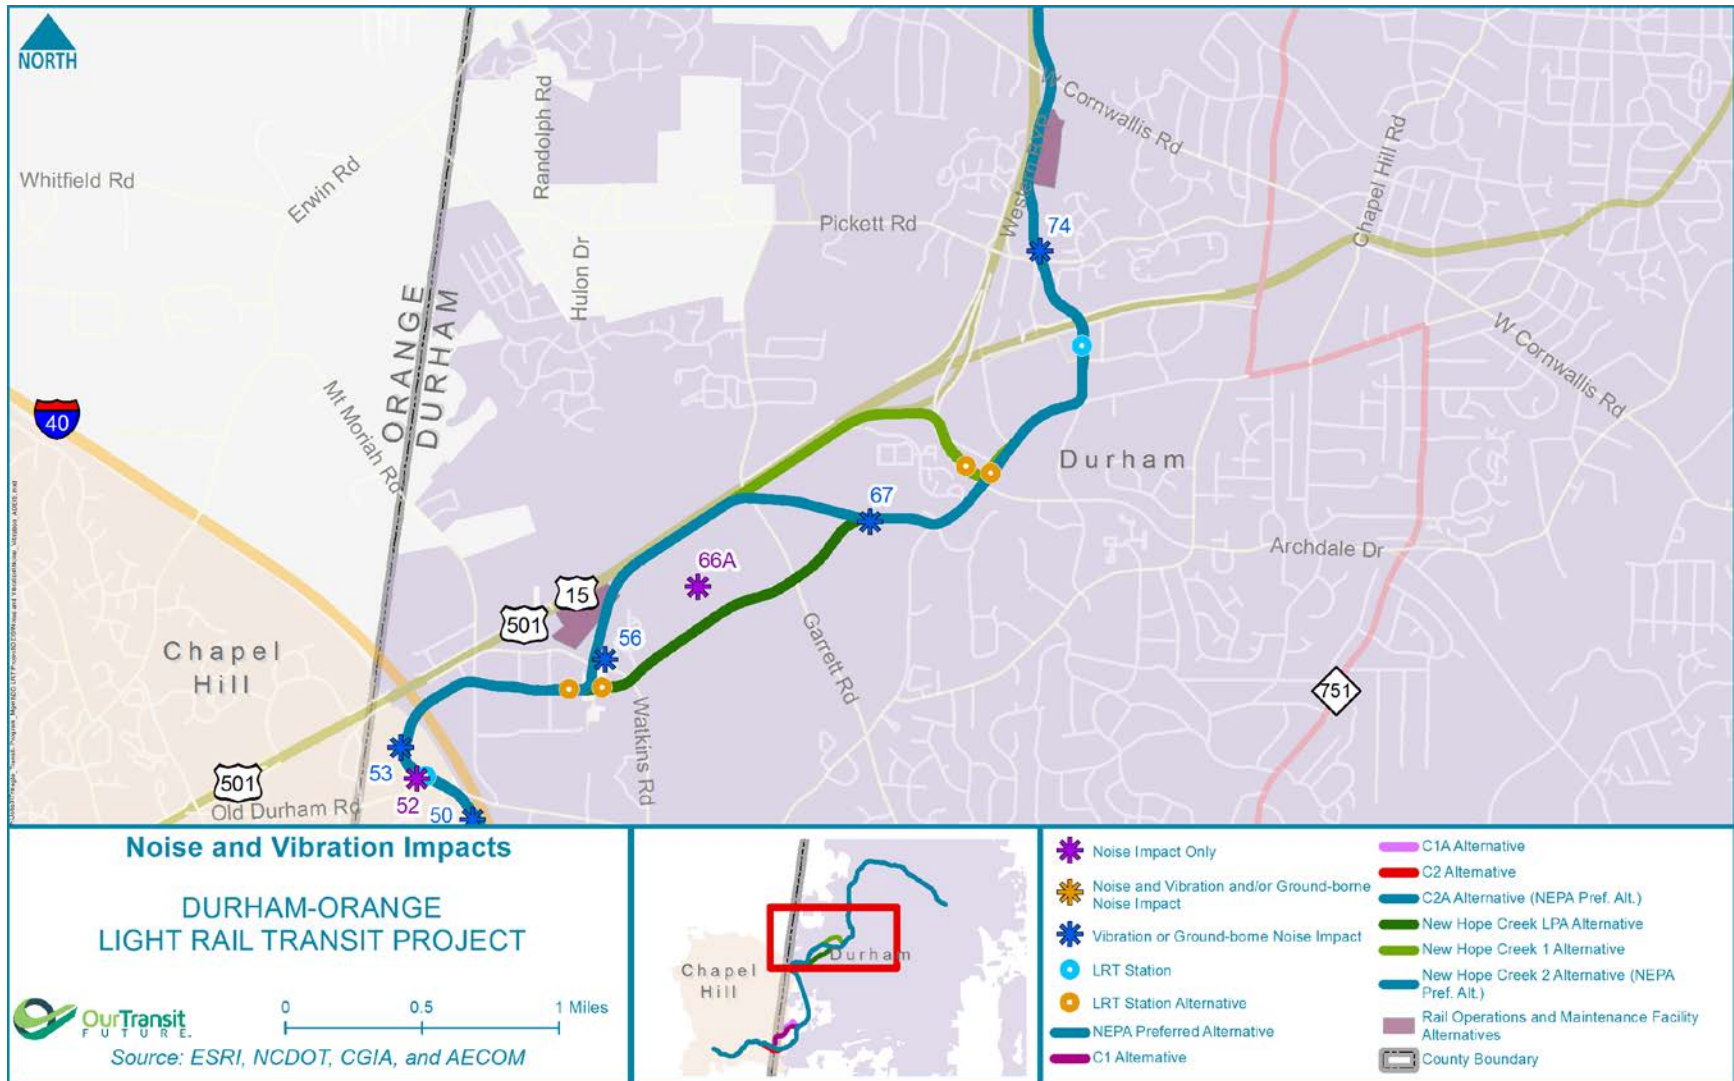 NORTH
Whitfield Rd
Erwin Rd
Randolph Rd
Hulon Dr
Pickett Rd
Western Byp
W Cornwallis Rd
Chapel Hill Rd
W Cornwallis Rd
74
ORANGE
DURHAM
40
Mt Moriah Rd
Durham
67
66A
Archdale Dr
15
501
56
Garrett Rd
Chapel
Hill
Watkins Rd
751
53
501
52
50
Old Durham Rd
Noise and Vibration Impacts
DURHAM-ORANGE
LIGHT RAIL TRANSIT PROJECT
OurTransit
FUTURE
0 0.5 1 Miles
Source: ESRI, NCDOT, CGIA, and AECOM
Durham
Chapel
Hill
Noise Impact Only
Noise and Vibration and/or Ground-borne
Noise Impact
Vibration or Ground-borne Noise Impact
LRT Station
LRT Station Alternative
NEPA Preferred Alternative
C1 Alternative
C1A Alternative
C2 Alternative
C2A Alternative (NEPA Pref. Alt.)
New Hope Creek LPA Alternative
New Hope Creek 1 Alternative
New Hope Creek 2 Alternative (NEPA
Pref. Alt.)
Rail Operations and Maintenance Facility
Alternatives
County Boundary